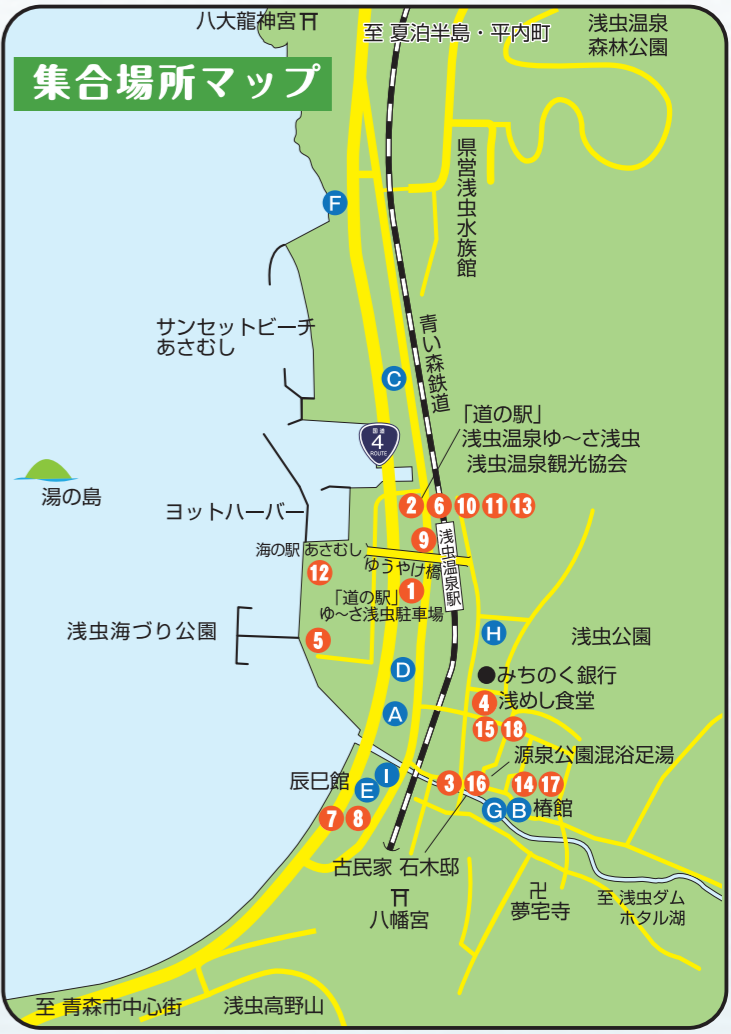 八大龍神宮
至 夏泊半島・平内町
浅虫温泉
森林公園
集合場所マップ
県営浅虫水族館
F
サンセットビーチ
あさむし
青い森鉄道
C
国道
4
ROUTE
「道の駅」
浅虫温泉ゆ〜さ浅虫
浅虫温泉観光協会
湯の島
ヨットハーバー
2 6 10 11 13
9
浅虫温泉駅
海の駅 あさむし
12
ゆうやけ橋
1
「道の駅」
ゆ〜さ浅虫駐車場
浅虫海づり公園
5
H
浅虫公園
D
みちのく銀行
4
浅めし食堂
A
15 18
源泉公園混浴足湯
辰巳館
I
E
3 16
14 17
7 8
G B
椿館
古民家 石木邸
八幡宮
卍
夢宅寺
至 浅虫ダム
ホタル湖
至 青森市中心街
浅虫高野山